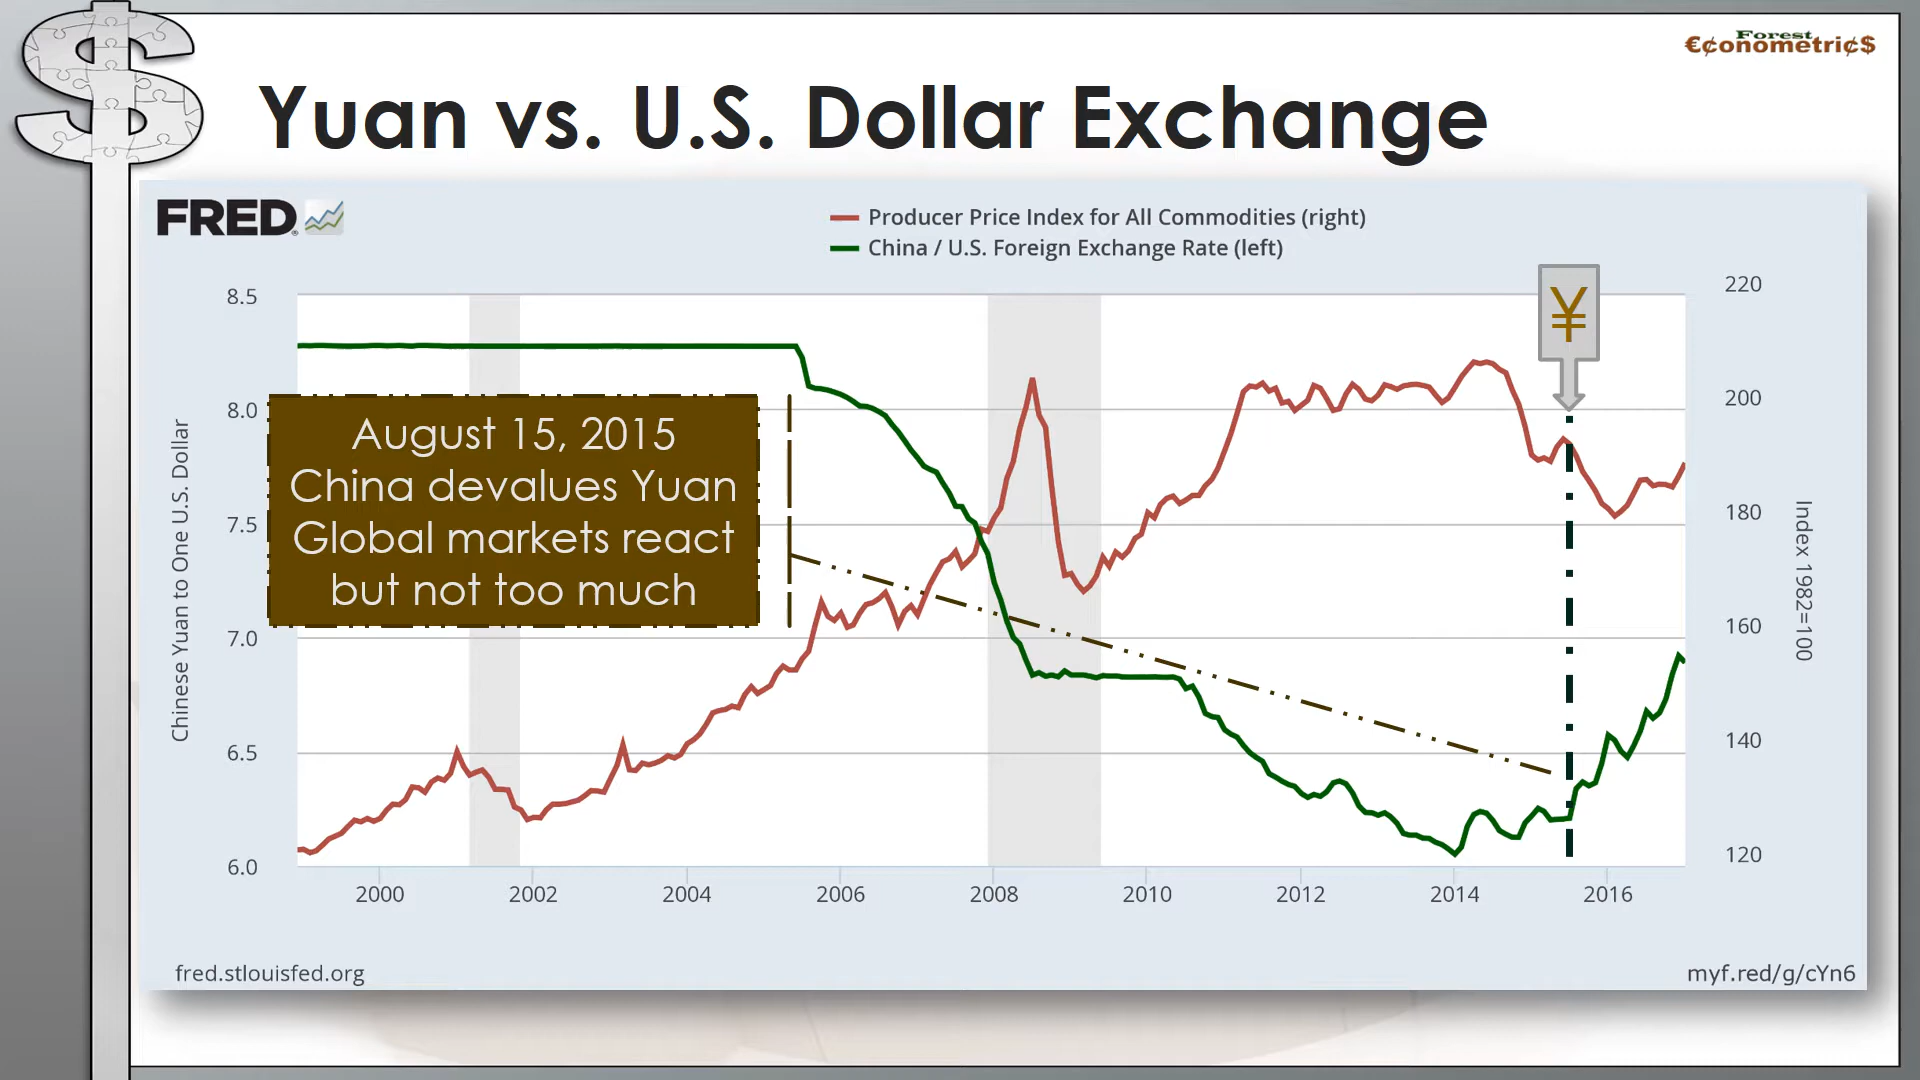 Forest
€¢onometri¢$
Yuan vs. U.S. Dollar Exchange
FRED
Producer Price Index for All Commodities (right)
China / U.S. Foreign Exchange Rate (left)
¥
August 15, 2015
China devalues Yuan
Global markets react
but not too much
Chinese Yuan to One U.S. Dollar
8.5
8.0
7.5
7.0
6.5
6.0
220
200
180
160
140
120
Index 1982=100
2000
2002
2004
2006
2008
2010
2012
2014
2016
fred.stlouisfed.org
myf.red/g/cYn6